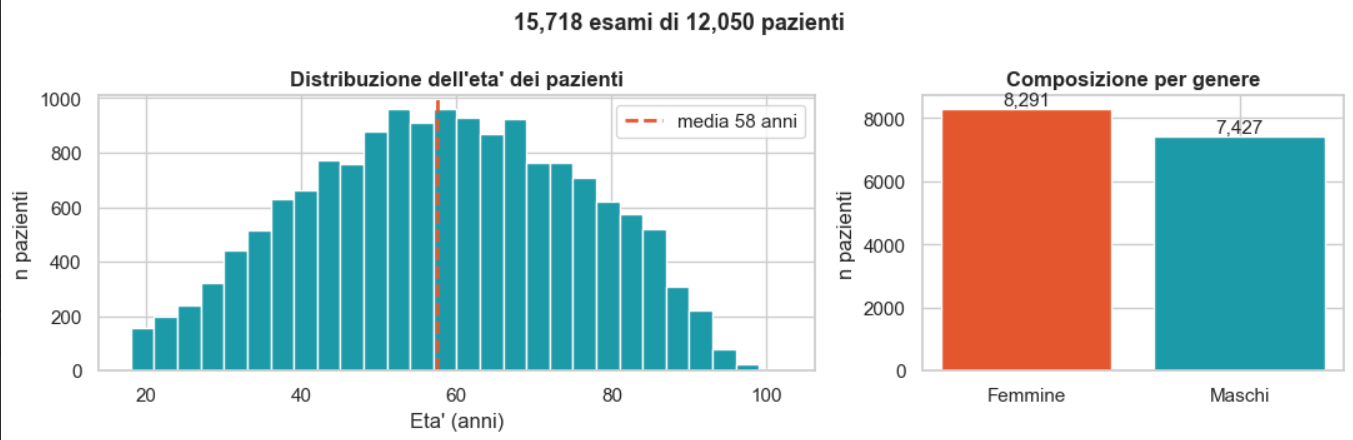 15,718 esami di 12,050 pazienti
Distribuzione dell'eta' dei pazienti
n pazienti
1000
800
600
400
200
0
media 58 anni
20 40 60 80 100
Eta' (anni)
Composizione per genere
n pazienti
8000
6000
4000
2000
0
8,291
7,427
Femmine Maschi